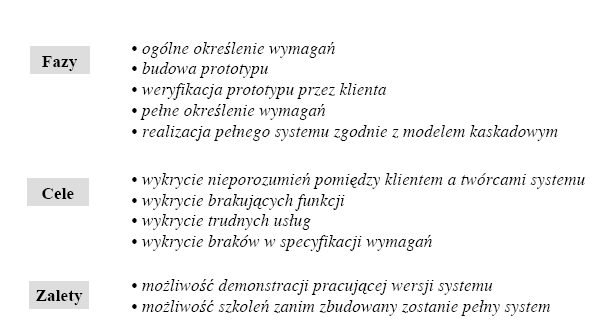 Fazy
• ogólne określenie wymagań
• budowa prototypu
• weryfikacja prototypu przez klienta
• pełne określenie wymagań
• realizacja pełnego systemu zgodnie z modelem kaskadowym
Cele
• wykrycie nieporozumień pomiędzy klientem a twórcami systemu
• wykrycie brakujących funkcji
• wykrycie trudnych usług
• wykrycie braków w specyfikacji wymagań
Zalety
• możliwość demonstracji pracującej wersji systemu
• możliwość szkoleń zanim zbudowany zostanie pełny system